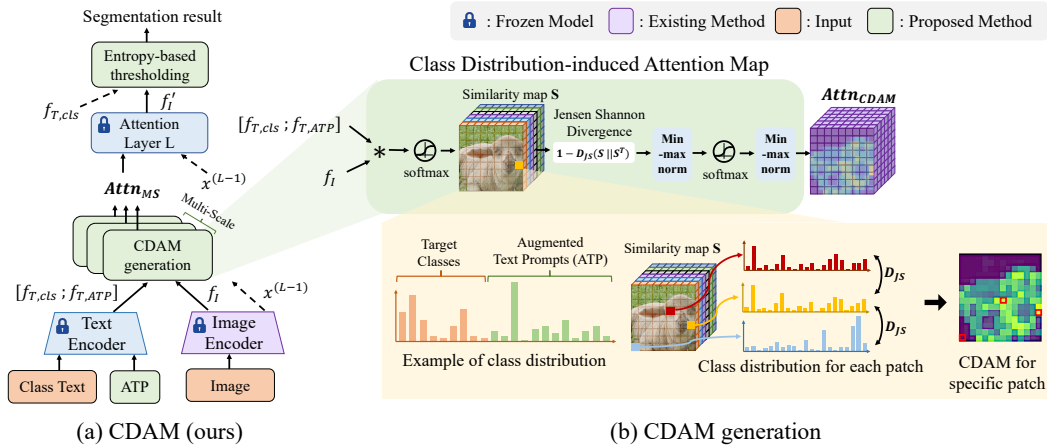 Segmentation result
: Frozen Model
: Existing Method
: Input
: Proposed Method
Entropy-based
thresholding
f_{T,cls}
f'_I
Attention
Layer L
Attn_{MS}
x^{(L-1)}
Multi-Scale
CDAM
generation
[f_{T,cls} ; f_{T,ATP}]
f_I
x^{(L-1)}
Text
Encoder
Image
Encoder
Class Text
ATP
Image
(a) CDAM (ours)
Class Distribution-induced Attention Map
[f_{T,cls} ; f_{T,ATP}]
f_I
*
softmax
Similarity map S
Jensen Shannon
Divergence
1 − D_{JS}(S||S^T)
Min
-max
norm
softmax
Min
-max
norm
Attn_{CDAM}
Target
Classes
Augmented
Text Prompts (ATP)
Example of class distribution
Similarity map S
D_{JS}
D_{JS}
Class distribution for each patch
CDAM for
specific patch
(b) CDAM generation